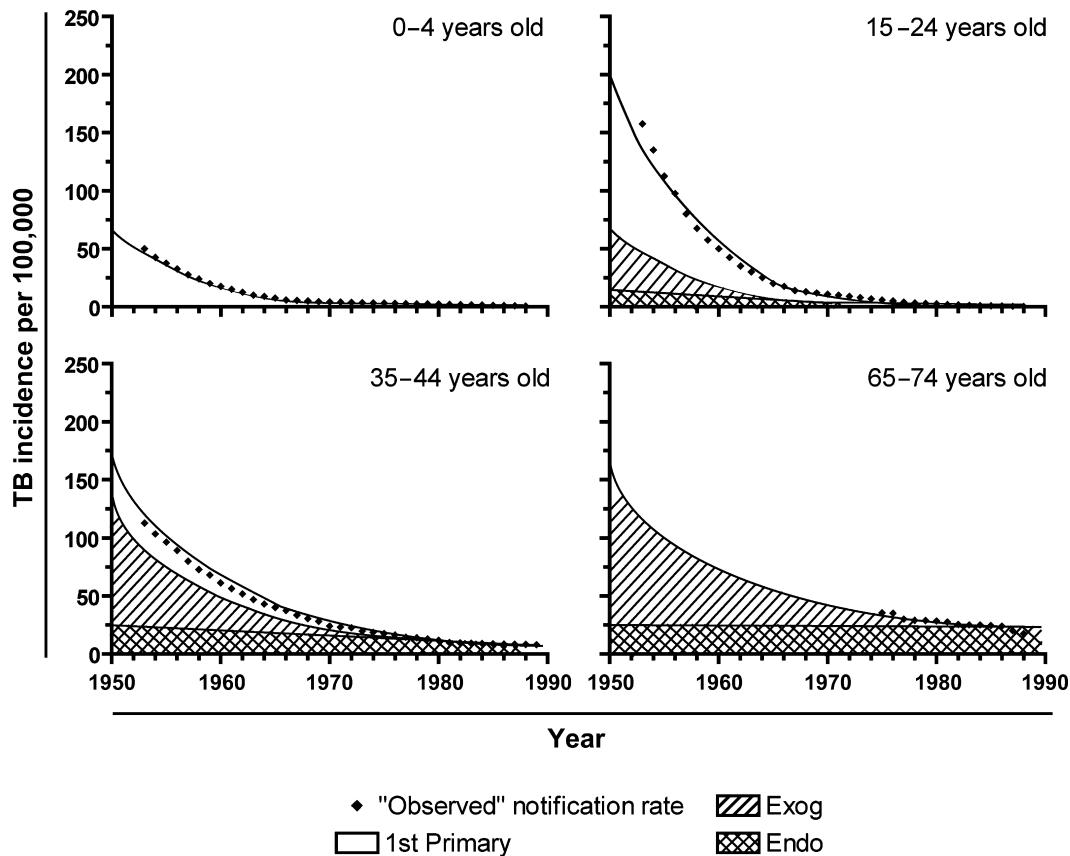 TB incidence per 100,000
250
200
150
100
50
0
0–4 years old
15–24 years old
250
200
150
100
50
0
35–44 years old
65–74 years old
1950 1960 1970 1980 1990
1950 1960 1970 1980 1990
Year
"Observed" notification rate
Exog
1st Primary
Endo